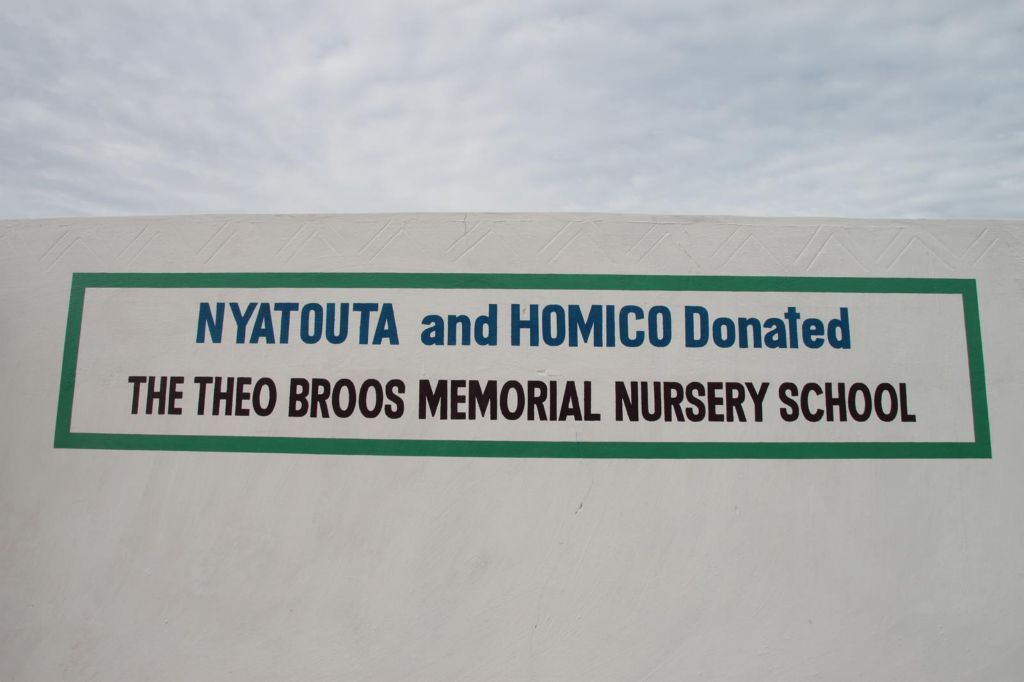 NYATOUTA and HOMICO Donated
THE THEO BROOS MEMORIAL NURSERY SCHOOL